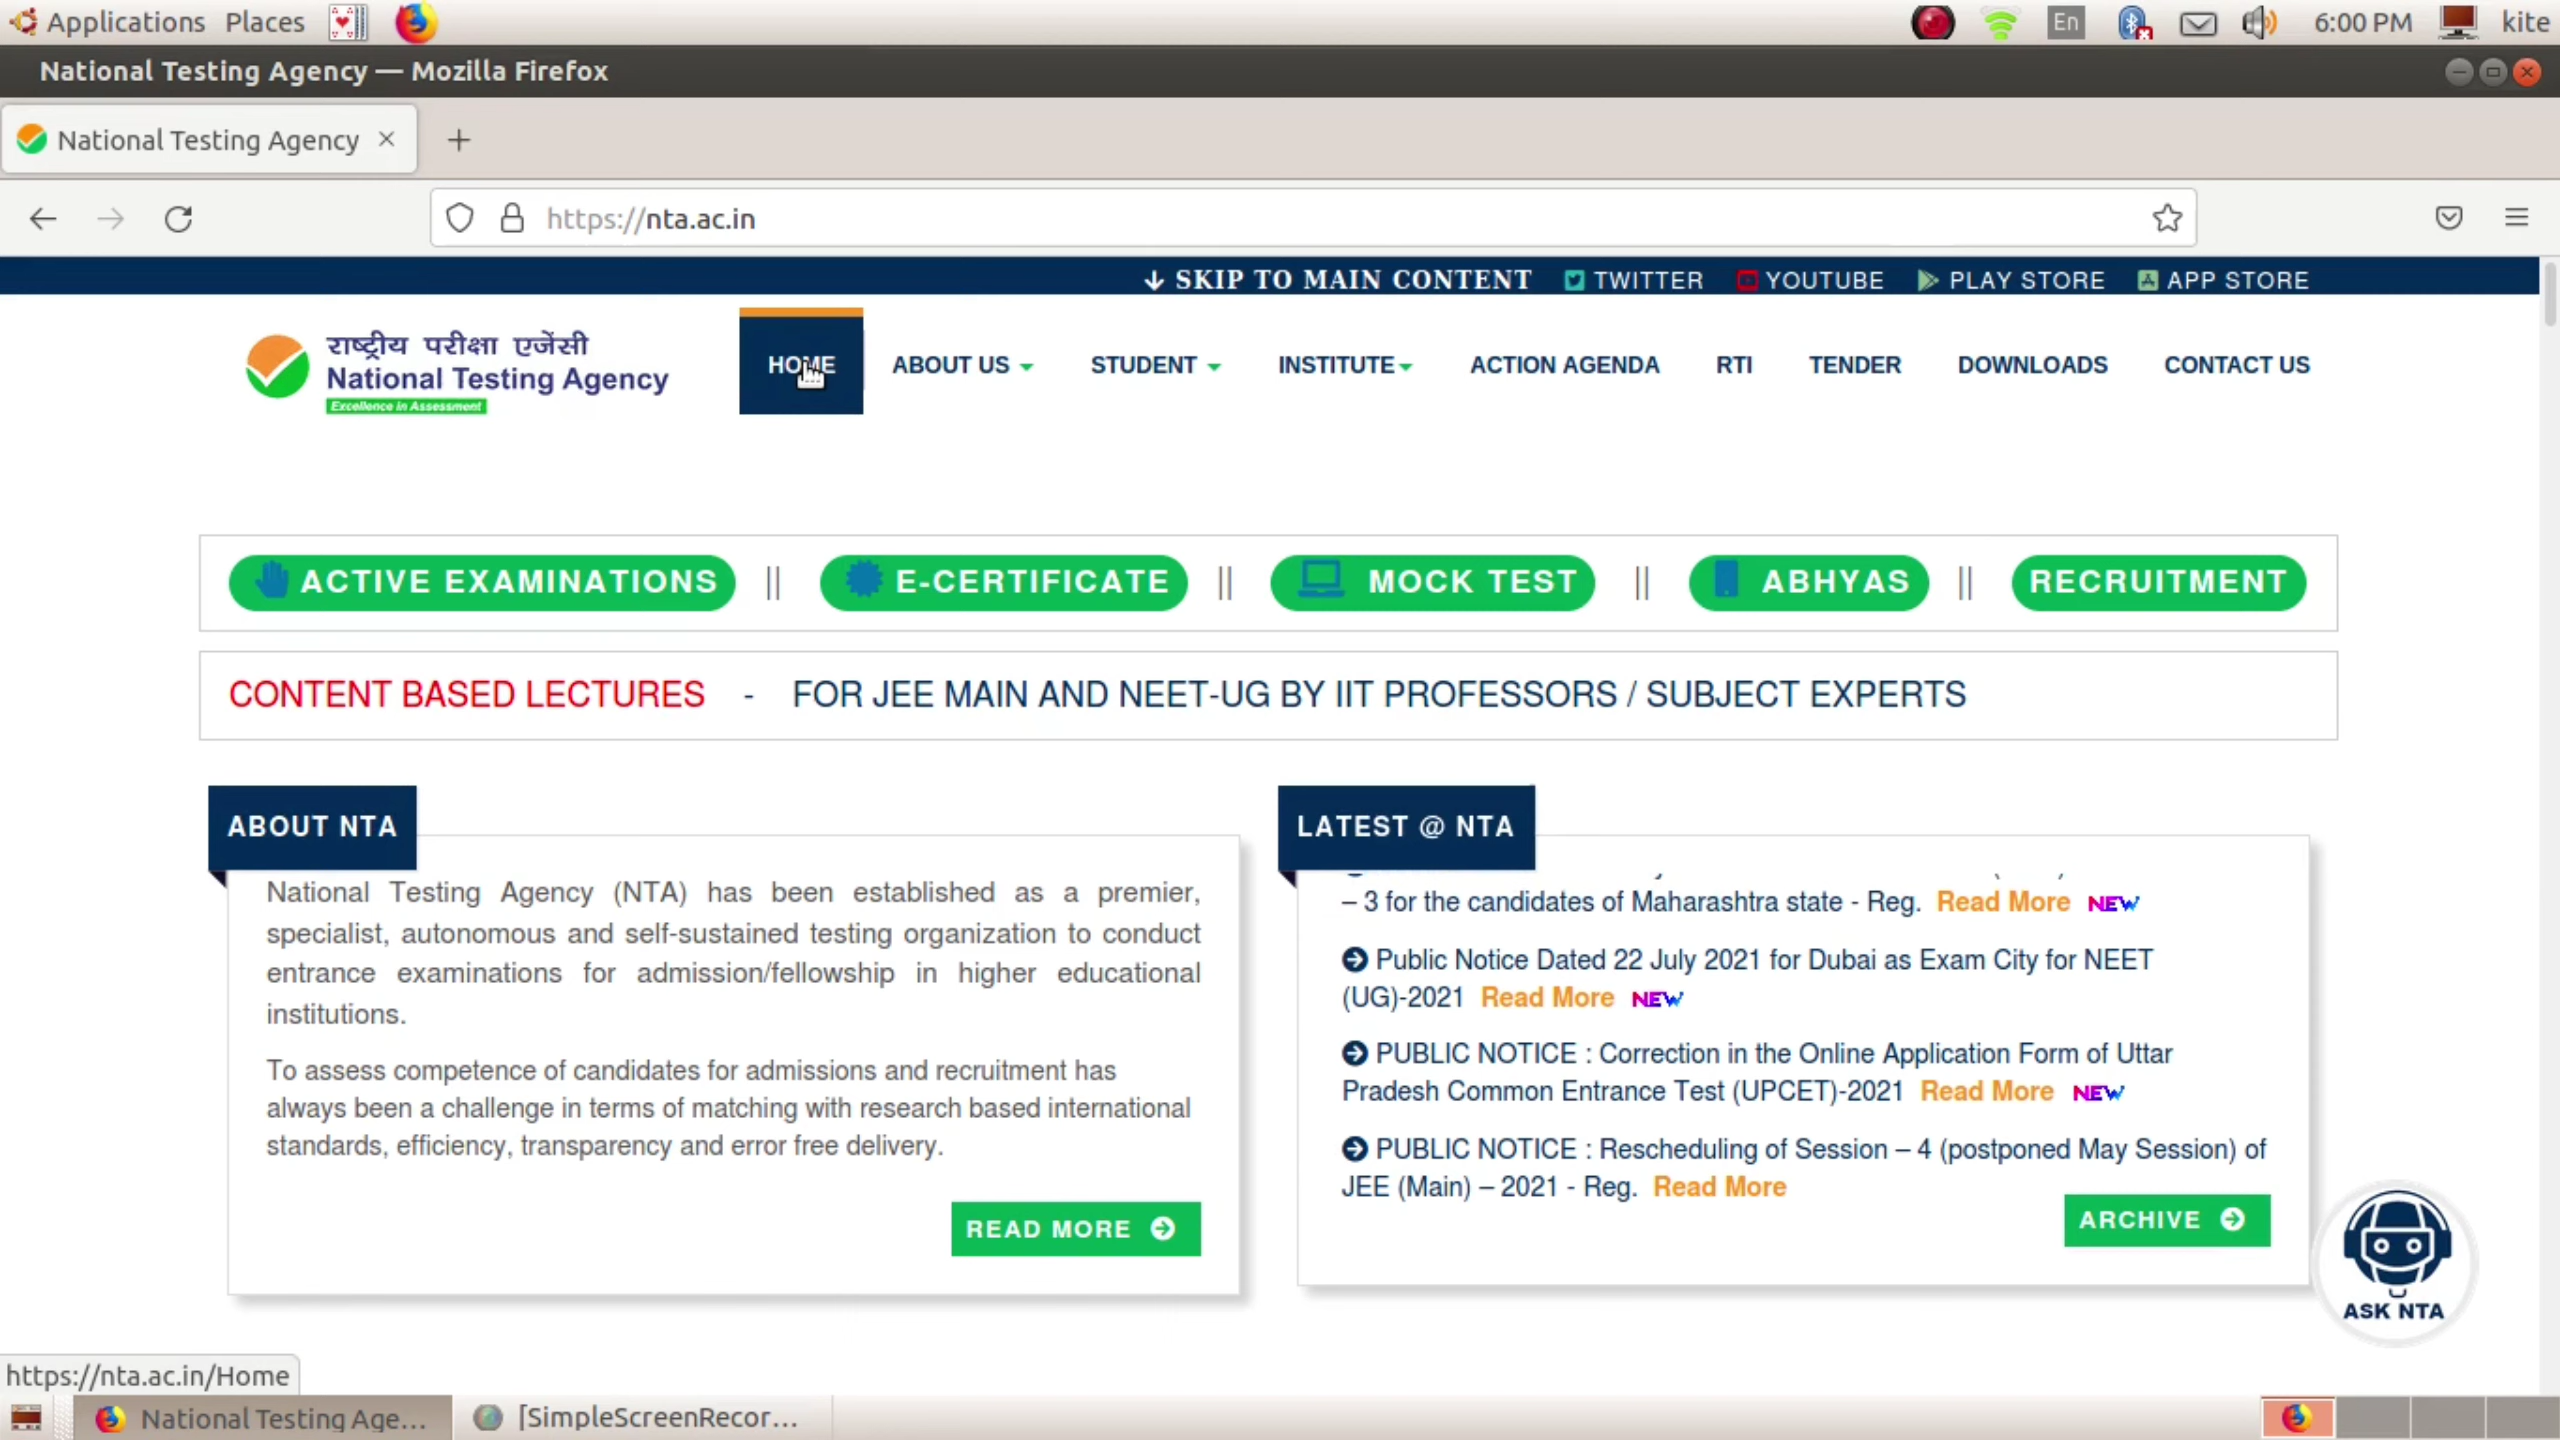 Applications Places En 6:00 PM kite
National Testing Agency — Mozilla Firefox
National Testing Agency
https://nta.ac.in
SKIP TO MAIN CONTENT TWITTER YOUTUBE PLAY STORE APP STORE
राष्ट्रीय परीक्षा एजेंसी
National Testing Agency
Excellence in Assessment
HOME ABOUT US STUDENT INSTITUTE ACTION AGENDA RTI TENDER DOWNLOADS CONTACT US
ACTIVE EXAMINATIONS || E-CERTIFICATE || MOCK TEST || ABHYAS || RECRUITMENT
CONTENT BASED LECTURES - FOR JEE MAIN AND NEET-UG BY IIT PROFESSORS / SUBJECT EXPERTS
ABOUT NTA
National Testing Agency (NTA) has been established as a premier,
specialist, autonomous and self-sustained testing organization to conduct
entrance examinations for admission/fellowship in higher educational
institutions.
To assess competence of candidates for admissions and recruitment has
always been a challenge in terms of matching with research based international
standards, efficiency, transparency and error free delivery.
READ MORE
LATEST @ NTA
– 3 for the candidates of Maharashtra state - Reg. Read More NEW
Public Notice Dated 22 July 2021 for Dubai as Exam City for NEET
(UG)-2021 Read More NEW
PUBLIC NOTICE : Correction in the Online Application Form of Uttar
Pradesh Common Entrance Test (UPCET)-2021 Read More NEW
PUBLIC NOTICE : Rescheduling of Session – 4 (postponed May Session) of
JEE (Main) – 2021 - Reg. Read More
ARCHIVE
ASK NTA
https://nta.ac.in/Home
National Testing Age... [SimpleScreenRecor...